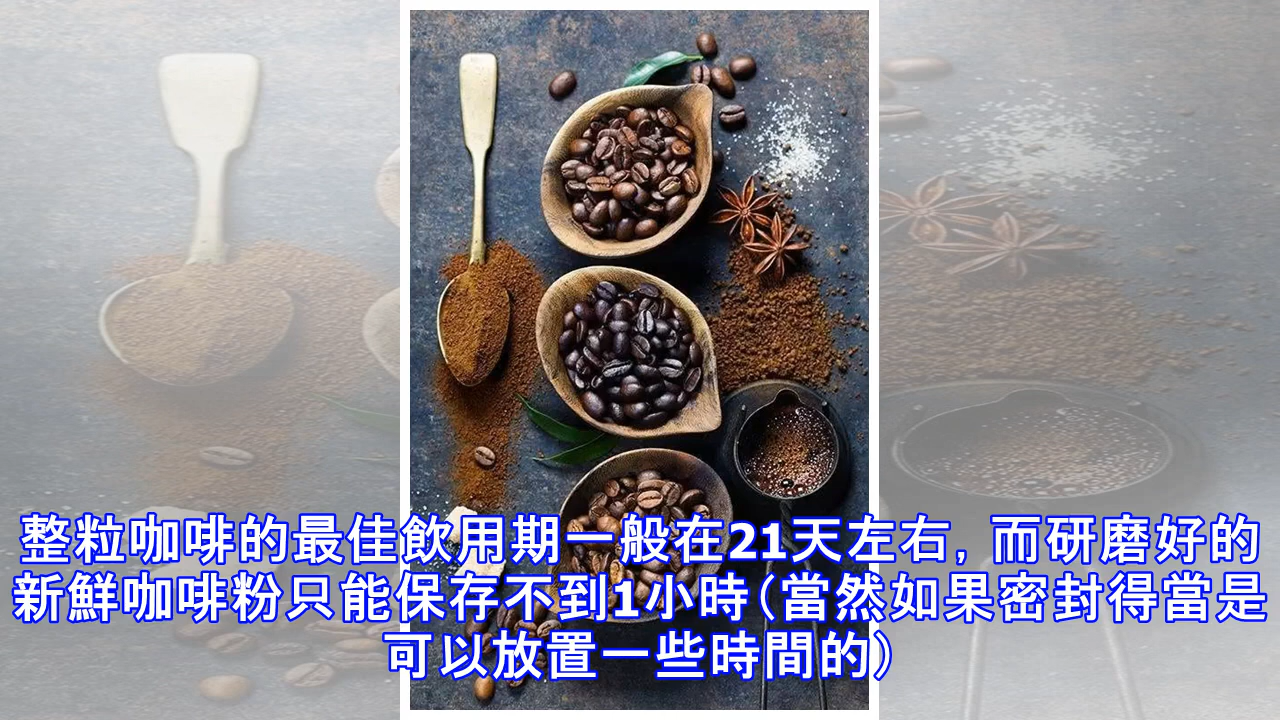 整粒咖啡的最佳飲用期一般在21天左右，而研磨好的
新鮮咖啡粉只能保存不到1小時（當然如果密封得當是
可以放置一些時間的）